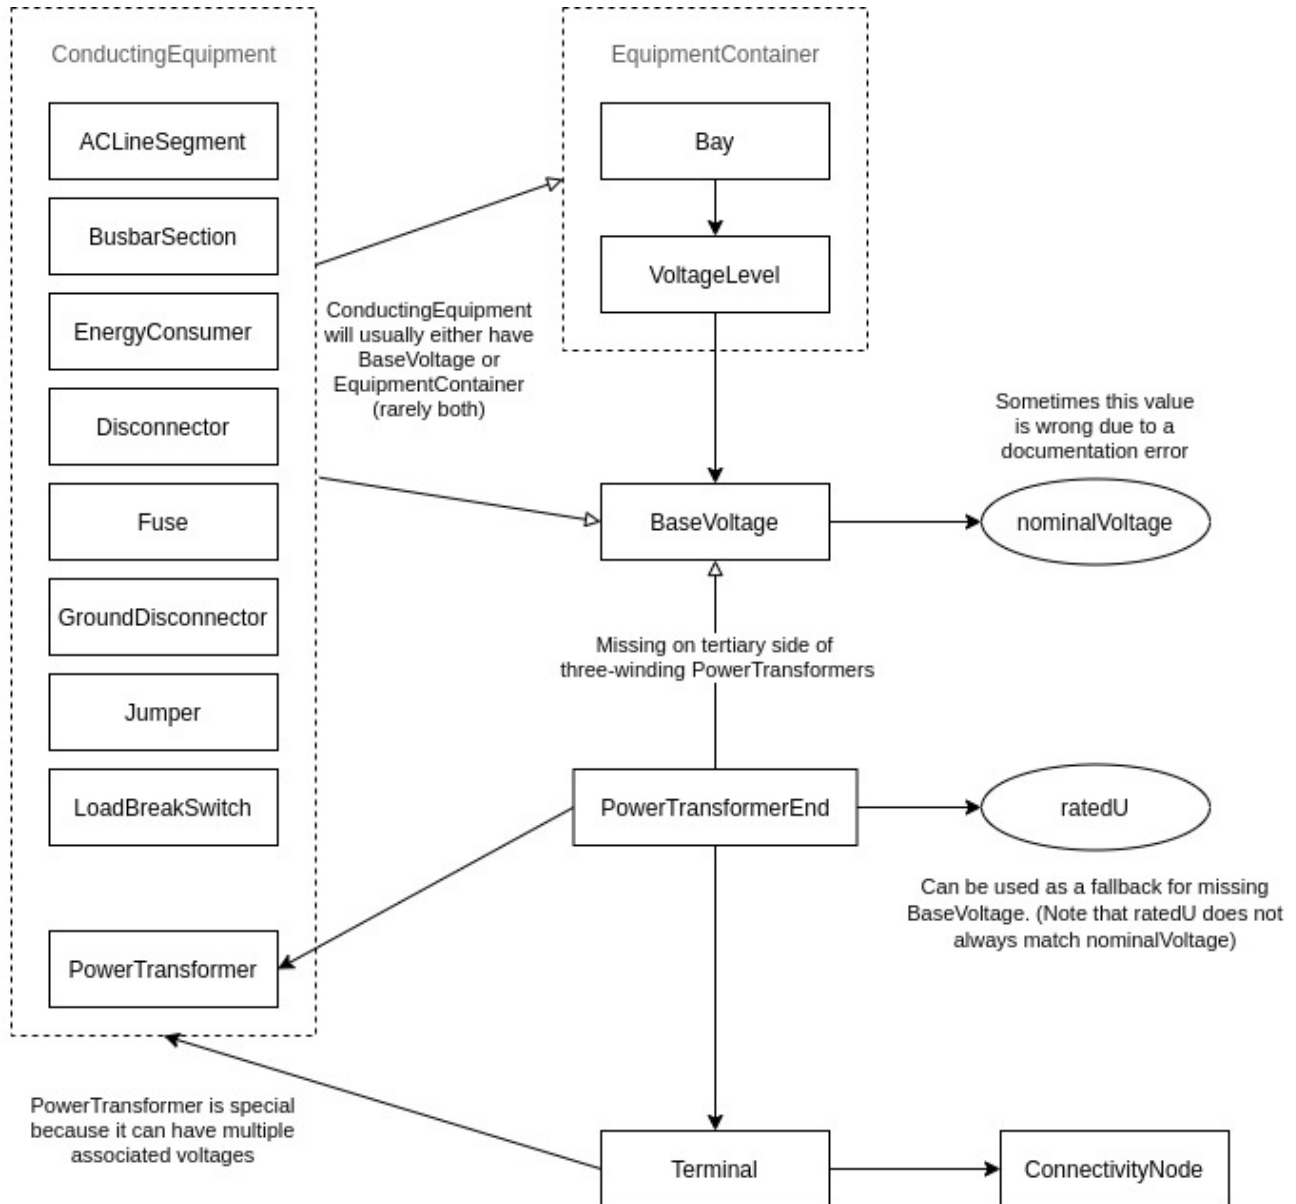 ConductingEquipment
ACLineSegment
BusbarSection
EnergyConsumer
Disconnector
Fuse
GroundDisconnector
Jumper
LoadBreakSwitch
PowerTransformer
PowerTransformer is special
because it can have multiple
associated voltages
ConductingEquipment
will usually either have
BaseVoltage or
EquipmentContainer
(rarely both)
EquipmentContainer
Bay
VoltageLevel
BaseVoltage
Sometimes this value
is wrong due to a
documentation error
nominalVoltage
Missing on tertiary side of
three-winding PowerTransformers
PowerTransformerEnd
ratedU
Can be used as a fallback for missing
BaseVoltage. (Note that ratedU does not
always match nominalVoltage)
Terminal
ConnectivityNode